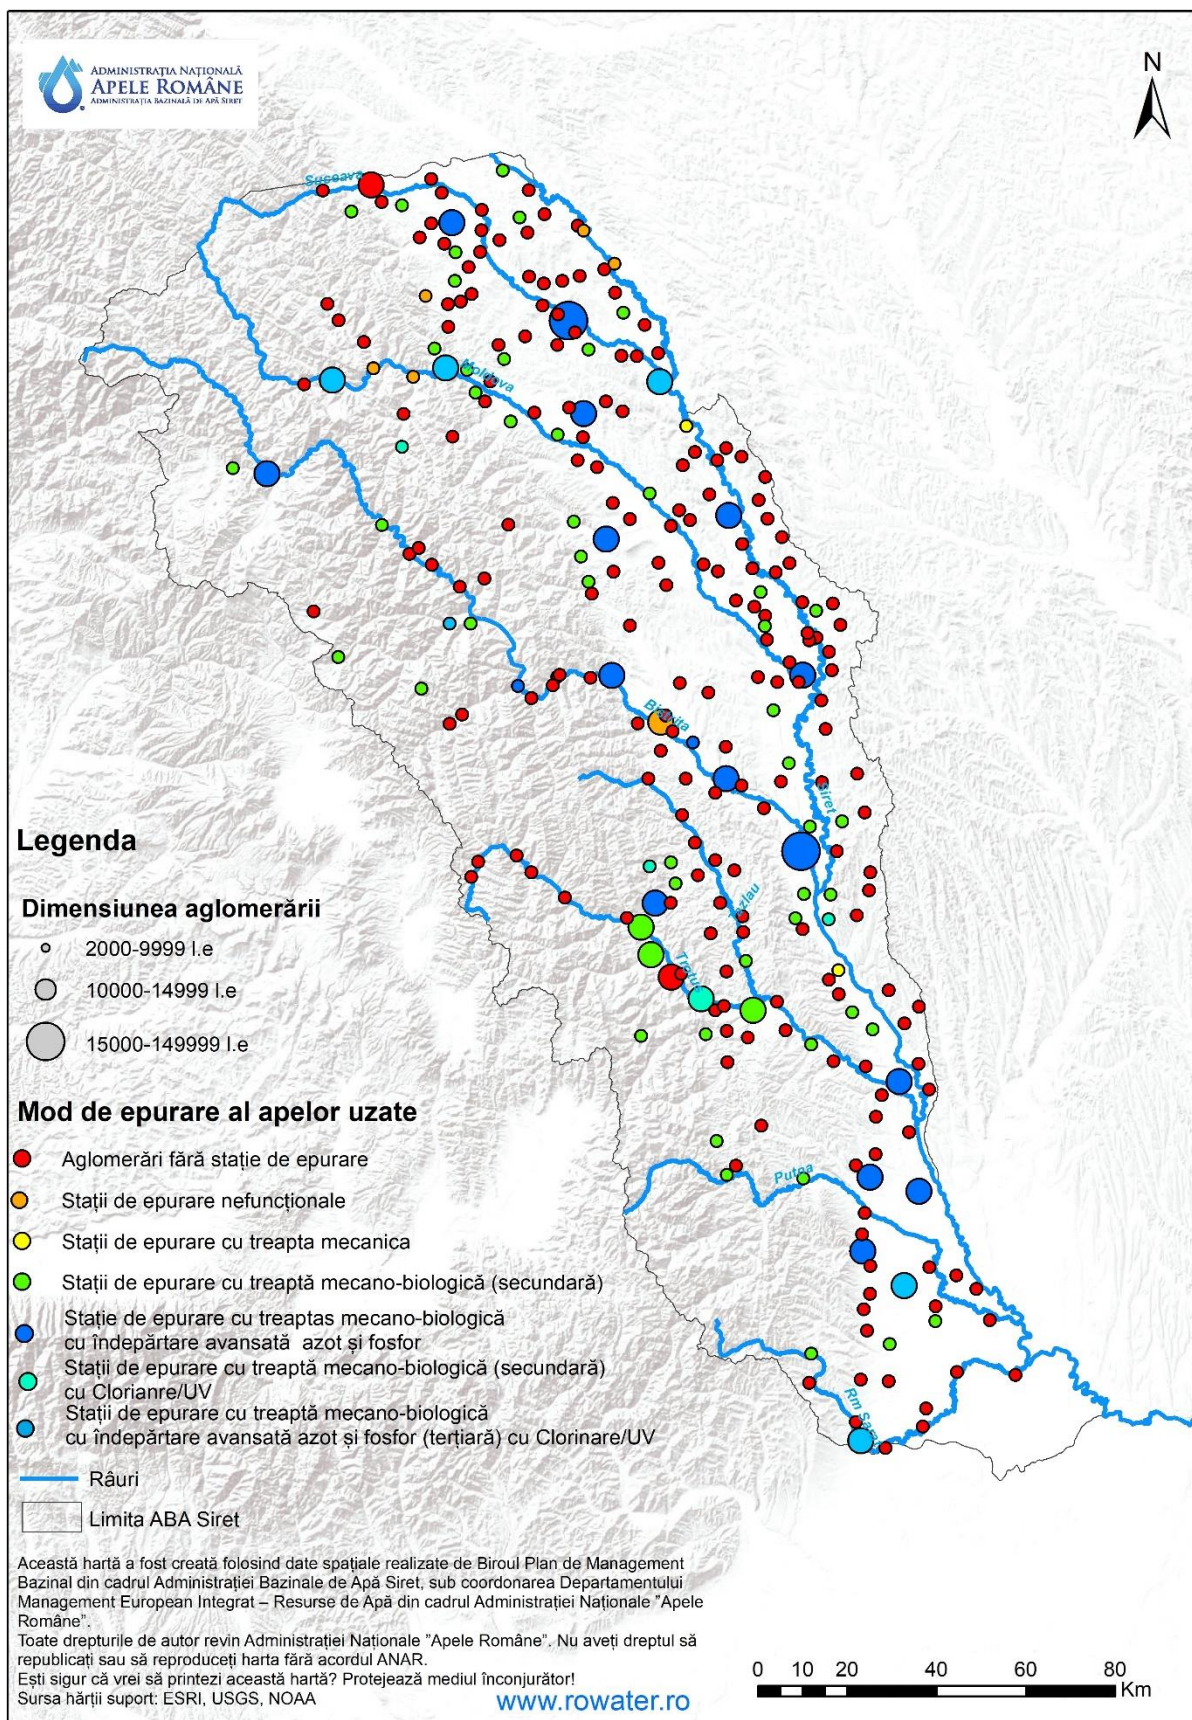 ADMINISTRAȚIA NAȚIONALĂ
APELE ROMÂNE
ADMINISTRAȚIA BAZINALĂ DE APĂ SIRET
N
Suceava
Moldova
Bistrita
Siret
Tazlau
Trotus
Putna
Rm Sarat
Legenda
Dimensiunea aglomerării
2000-9999 l.e
10000-14999 l.e
15000-149999 l.e
Mod de epurare al apelor uzate
Aglomerări fără stație de epurare
Stații de epurare nefuncționale
Stații de epurare cu treapta mecanica
Stații de epurare cu treaptă mecano-biologică (secundară)
Stație de epurare cu treaptas mecano-biologică
cu îndepărtare avansată azot și fosfor
Stații de epurare cu treaptă mecano-biologică (secundară)
cu Clorianre/UV
Stații de epurare cu treaptă mecano-biologică
cu îndepărtare avansată azot și fosfor (terțiară) cu Clorinare/UV
Râuri
Limita ABA Siret
Această hartă a fost creată folosind date spațiale realizate de Biroul Plan de Management
Bazinal din cadrul Administrației Bazinale de Apă Siret, sub coordonarea Departamentului
Management European Integrat – Resurse de Apă din cadrul Administrației Naționale "Apele
Române".
Toate drepturile de autor revin Administrației Naționale "Apele Române". Nu aveți dreptul să
republicați sau să reproduceți harta fără acordul ANAR.
Ești sigur că vrei să printezi această hartă? Protejează mediul înconjurător!
Sursa hărții suport: ESRI, USGS, NOAA
www.rowater.ro
0 10 20 40 60 80
Km